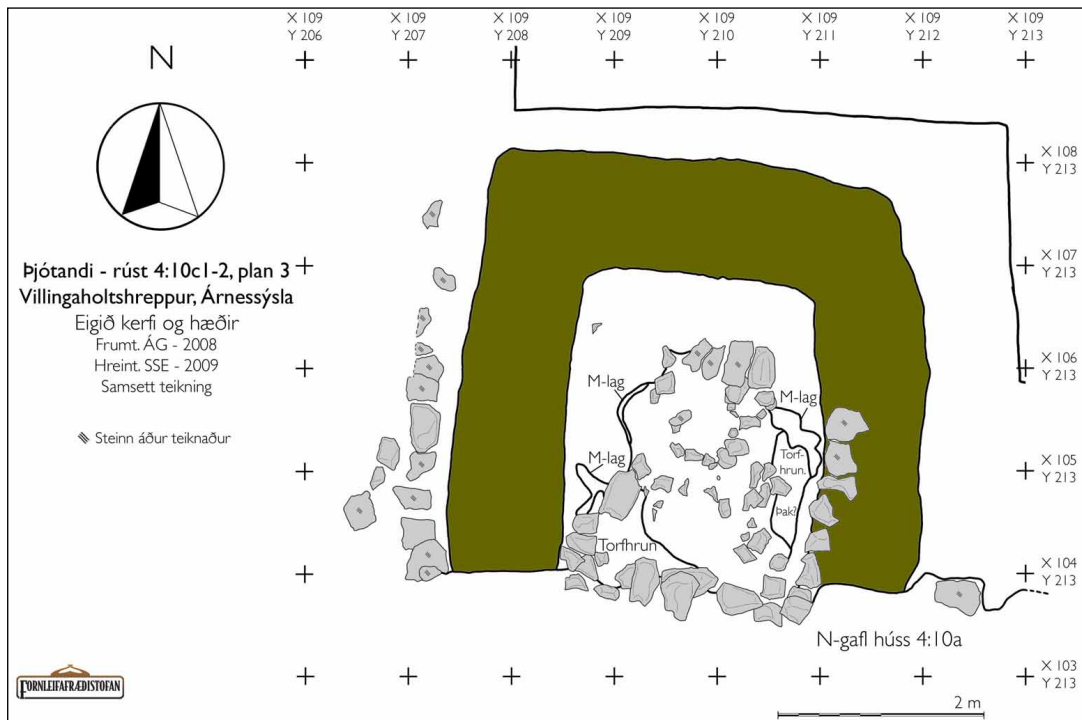 X 109
Y 206
X 109
Y 207
X 109
Y 208
X 109
Y 209
X 109
Y 210
X 109
Y 211
X 109
Y 212
X 109
Y 213
N
X 108
Y 213
Þjótandi - rúst 4:10c1-2, plan 3
Villingaholtshreppur, Árnessýsla
Eigið kerfi og hæðir
Frumt. ÁG - 2008
Hreint. SSE - 2009
Samsett teikning
Steinn áður teiknaður
X 107
Y 213
X 106
Y 213
M-lag
M-lag
M-lag
Torf-
hrun.
Þak?
Torfhrun
X 105
Y 213
X 104
Y 213
N-gafl húss 4:10a
X 103
Y 213
FORNLEIFAFRÆÐISTOFAN
2 m